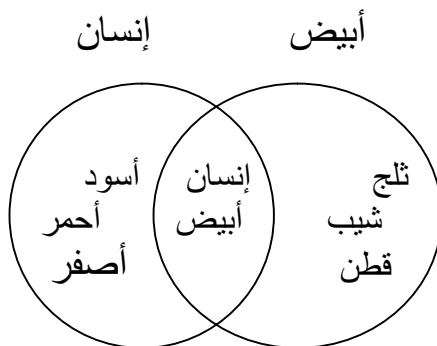 أبيض
إنسان
ثلج
شيب
قطن
إنسان
أبيض
أسود
أحمر
أصفر